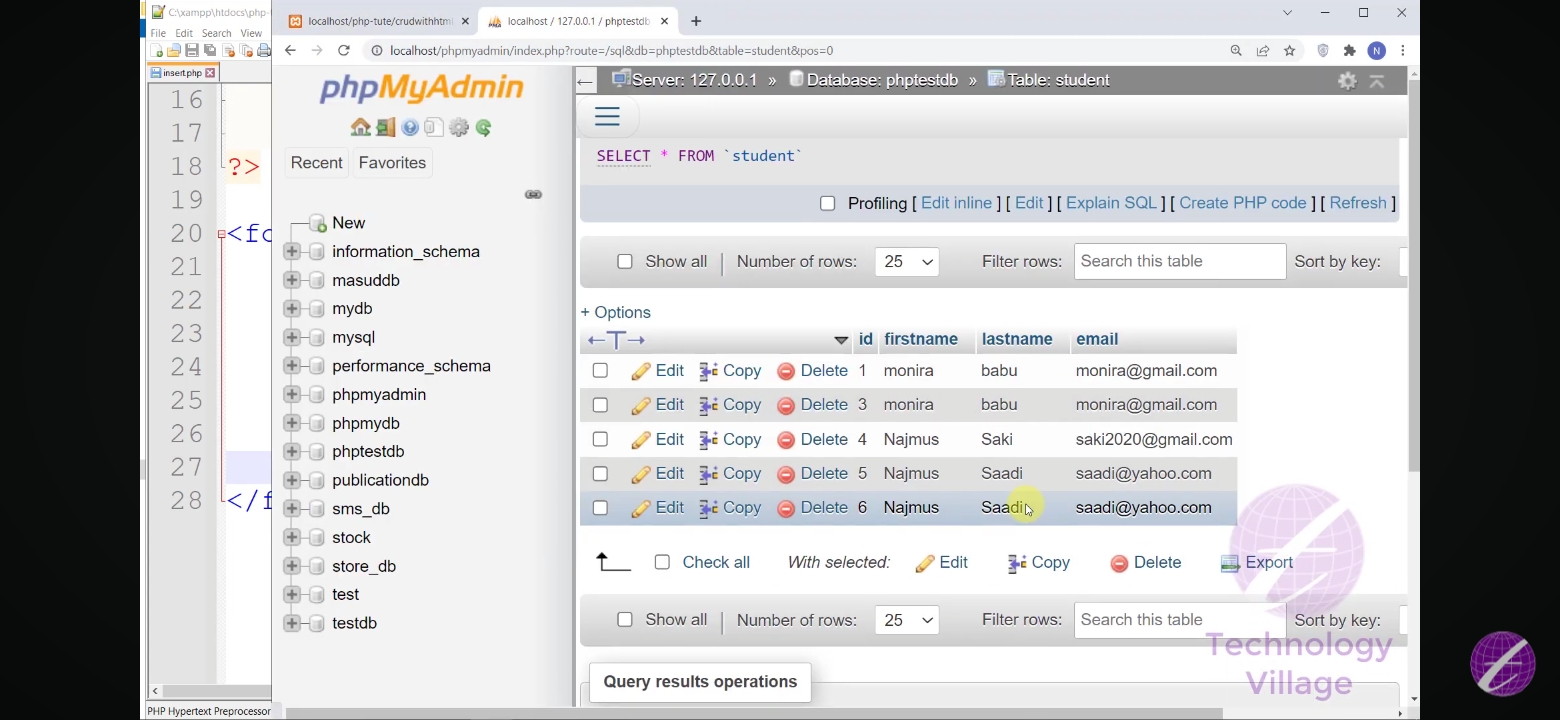 C:\xampp\htdocs\php-
File Edit Search View
insert.php
16
17
18 ?>
19
20 <fo
21
22
23
24
25
26
27
28 </f
PHP Hypertext Preprocessor
localhost/php-tute/crudwithhtml
localhost / 127.0.0.1 / phptestdb
localhost/phpmyadmin/index.php?route=/sql&db=phptestdb&table=student&pos=0
N
phpMyAdmin
Recent Favorites
New
information_schema
masuddb
mydb
mysql
performance_schema
phpmyadmin
phpmydb
phptestdb
publicationdb
sms_db
stock
store_db
test
testdb
Server: 127.0.0.1 » Database: phptestdb » Table: student
SELECT * FROM `student`
Profiling [ Edit inline ] [ Edit ] [ Explain SQL ] [ Create PHP code ] [ Refresh ]
Show all | Number of rows: 25 Filter rows: Search this table Sort by key:
+ Options
←T→ id firstname lastname email
Edit Copy Delete 1 monira babu monira@gmail.com
Edit Copy Delete 3 monira babu monira@gmail.com
Edit Copy Delete 4 Najmus Saki saki2020@gmail.com
Edit Copy Delete 5 Najmus Saadi saadi@yahoo.com
Edit Copy Delete 6 Najmus Saadi saadi@yahoo.com
Check all With selected: Edit Copy Delete Export
Show all | Number of rows: 25 Filter rows: Search this table Sort by key:
Query results operations
Technology
Village